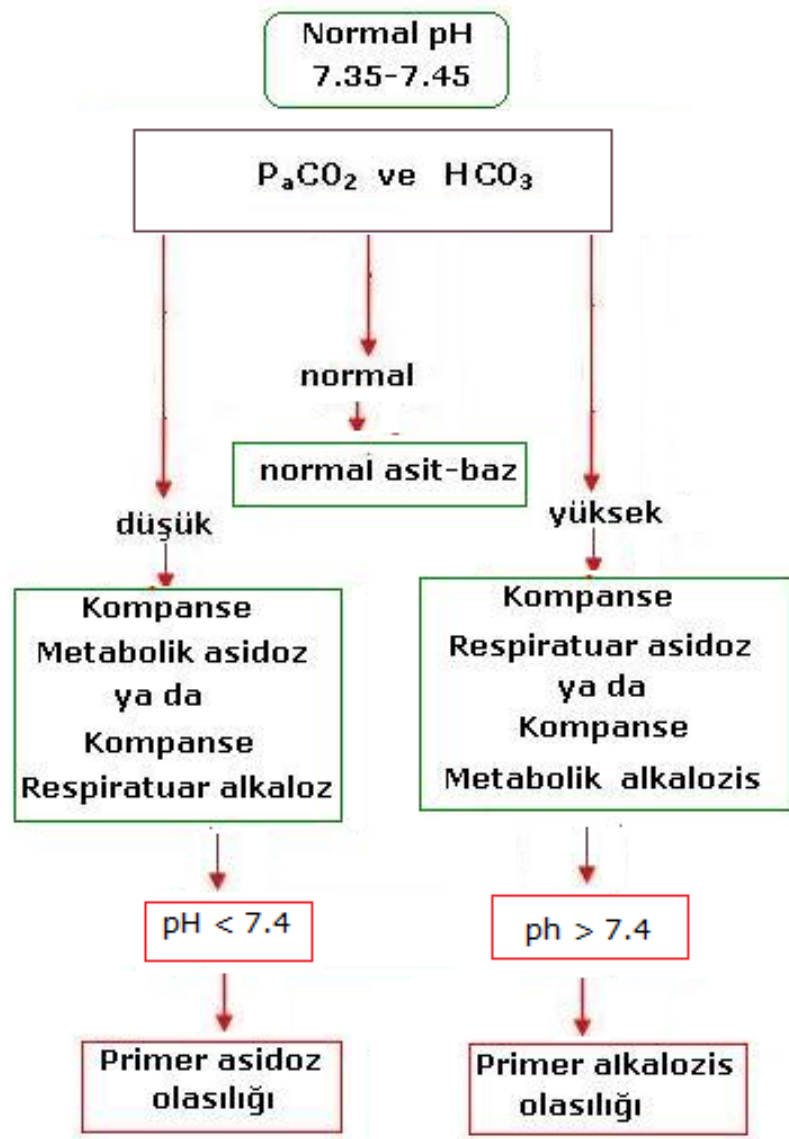 Normal pH
7.35-7.45
PₐCO₂ ve HCO₃
normal
normal asit-baz
düşük
yüksek
Kompanse
Metabolik asidoz
ya da
Kompanse
Respiratuar alkaloz
Kompanse
Respiratuar asidoz
ya da
Kompanse
Metabolik alkalozis
pH < 7.4
ph > 7.4
Primer asidoz
olasılığı
Primer alkalozis
olasılığı